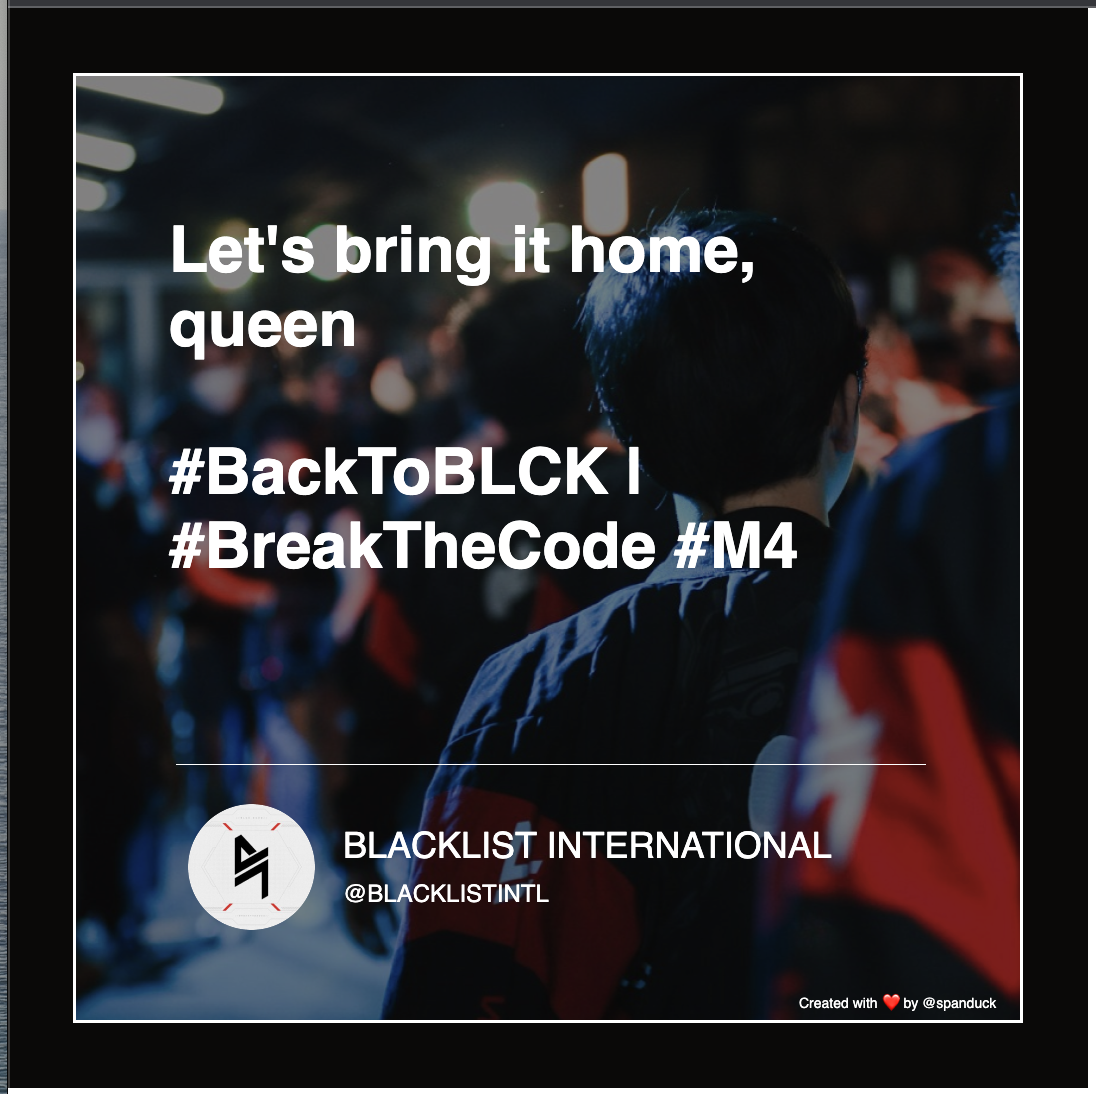 Let's bring it home,
queen
#BackToBLCK |
#BreakTheCode #M4
BLACKLIST INTERNATIONAL
@BLACKLISTINTL
Created with ❤️ by @spanduck